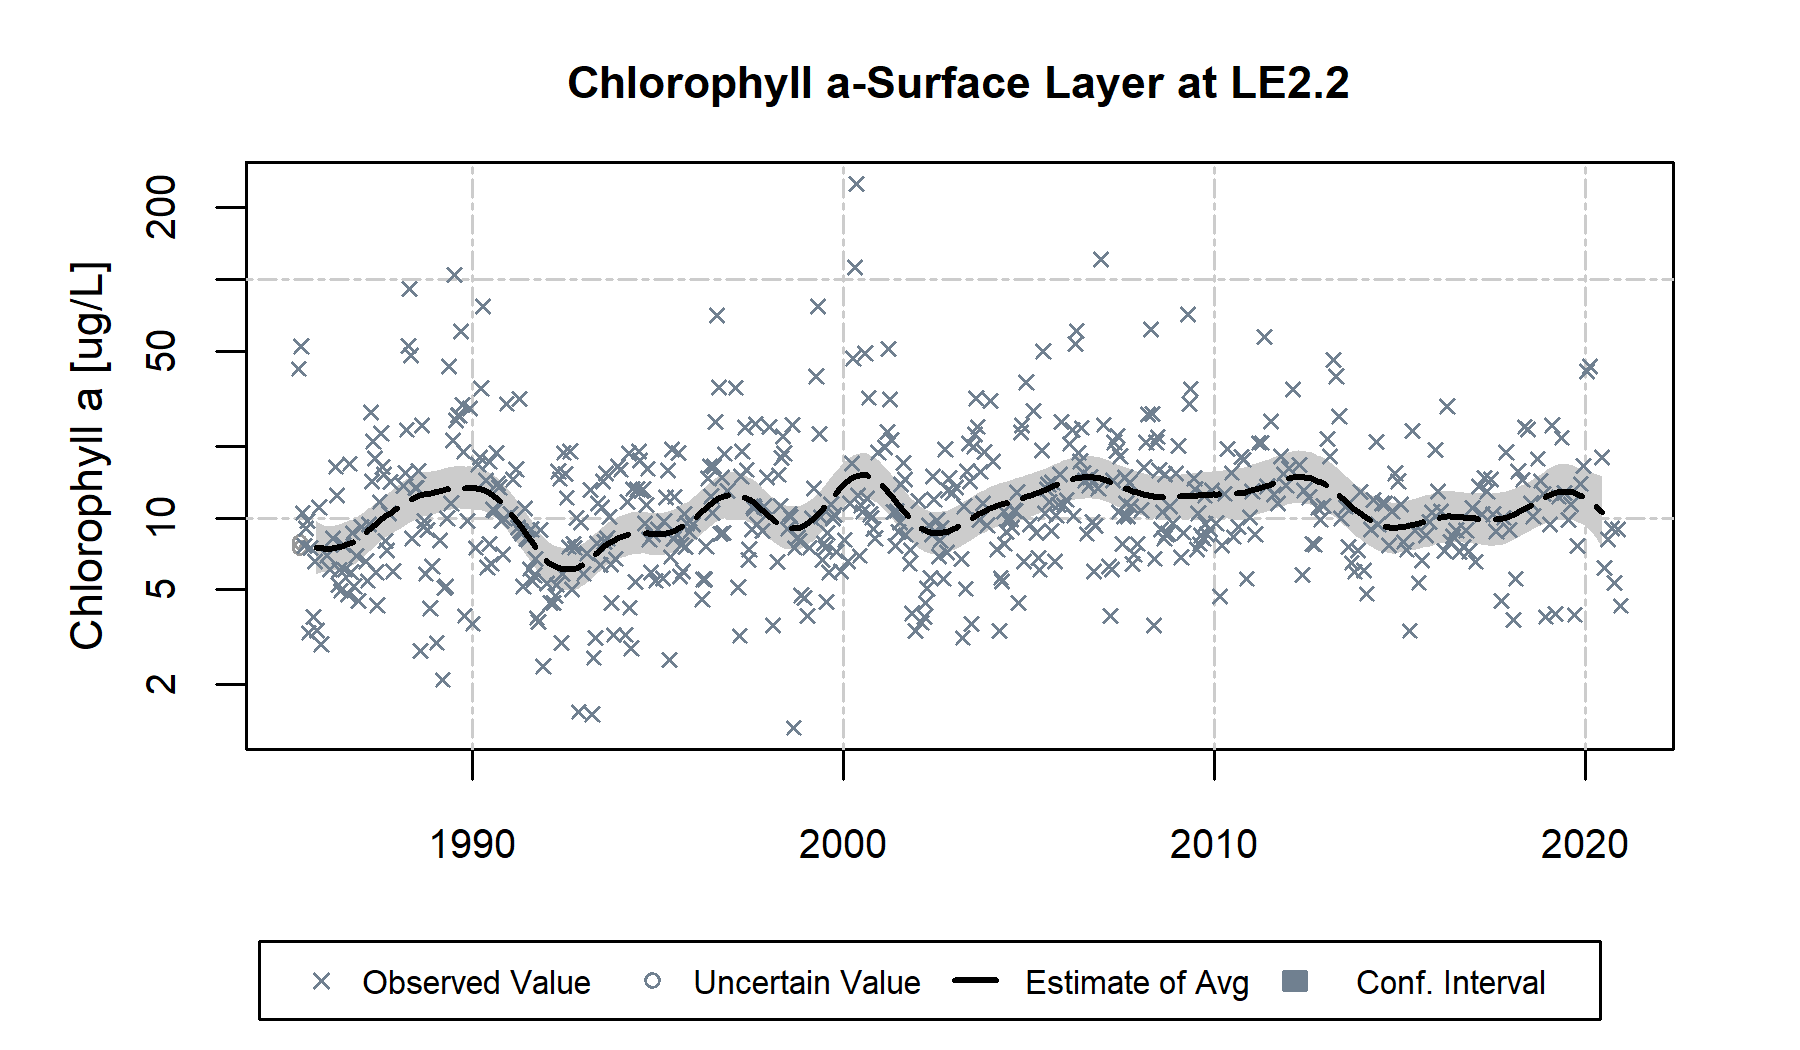 Chlorophyll a-Surface Layer at LE2.2
Chlorophyll a [ug/L]
200
50
10
5
2
1990 2000 2010 2020
Observed Value Uncertain Value Estimate of Avg Conf. Interval